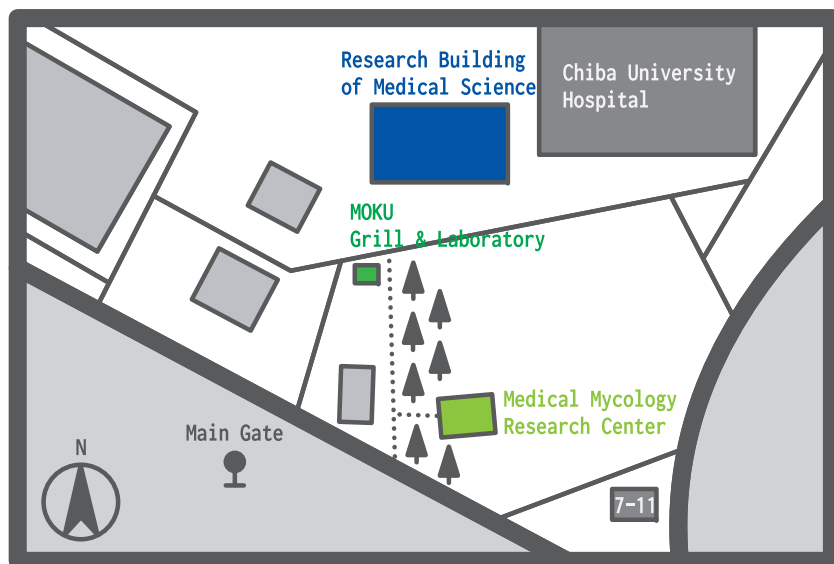 Research Building
of Medical Science
Chiba University
Hospital
MOKU
Grill & Laboratory
Medical Mycology
Research Center
Main Gate
N
7-11